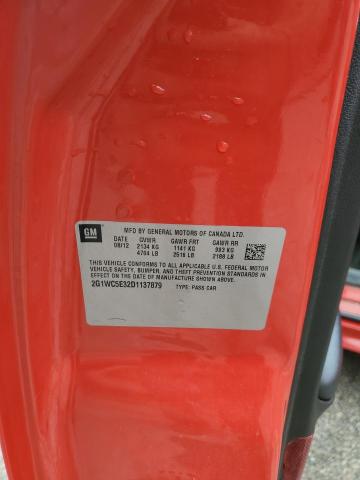 GM
MFD BY GENERAL MOTORS OF CANADA LTD.
DATE GVWR GAWR FRT GAWR RR
08/12 2134 KG 1141 KG 993 KG
4704 LB 2516 LB 2188 LB
THIS VEHICLE CONFORMS TO ALL APPLICABLE U.S. FEDERAL MOTOR
VEHICLE SAFETY, BUMPER, AND THEFT PREVENTION STANDARDS
IN EFFECT ON THE DATE OF MANUFACTURE SHOWN ABOVE.
2G1WC5E32D1137879 TYPE: PASS CAR